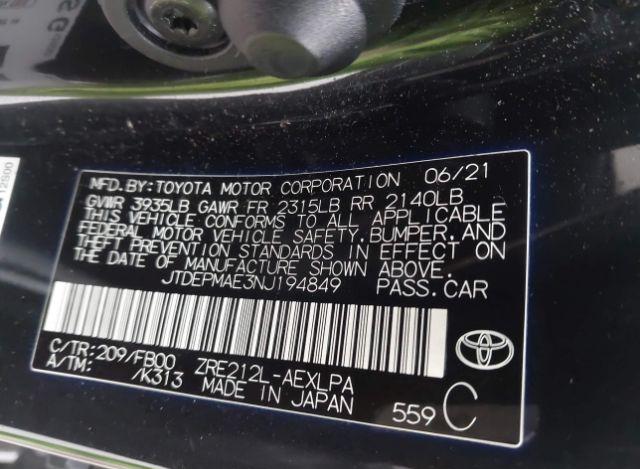 MFD.BY:TOYOTA MOTOR CORPORATION 06/21
GVWR 3935LB GAWR FR 2315LB RR 2140LB
THIS VEHICLE CONFORMS TO ALL APPLICABLE
FEDERAL MOTOR VEHICLE SAFETY,BUMPER,AND
THEFT PREVENTION STANDARDS IN EFFECT ON
THE DATE OF MANUFACTURE SHOWN ABOVE.
JTDEPMAE3NJ194849 PASS.CAR
C/TR:209/FB00 ZRE212L-AEXLPA
A/TM: /K313 MADE IN JAPAN
559 C